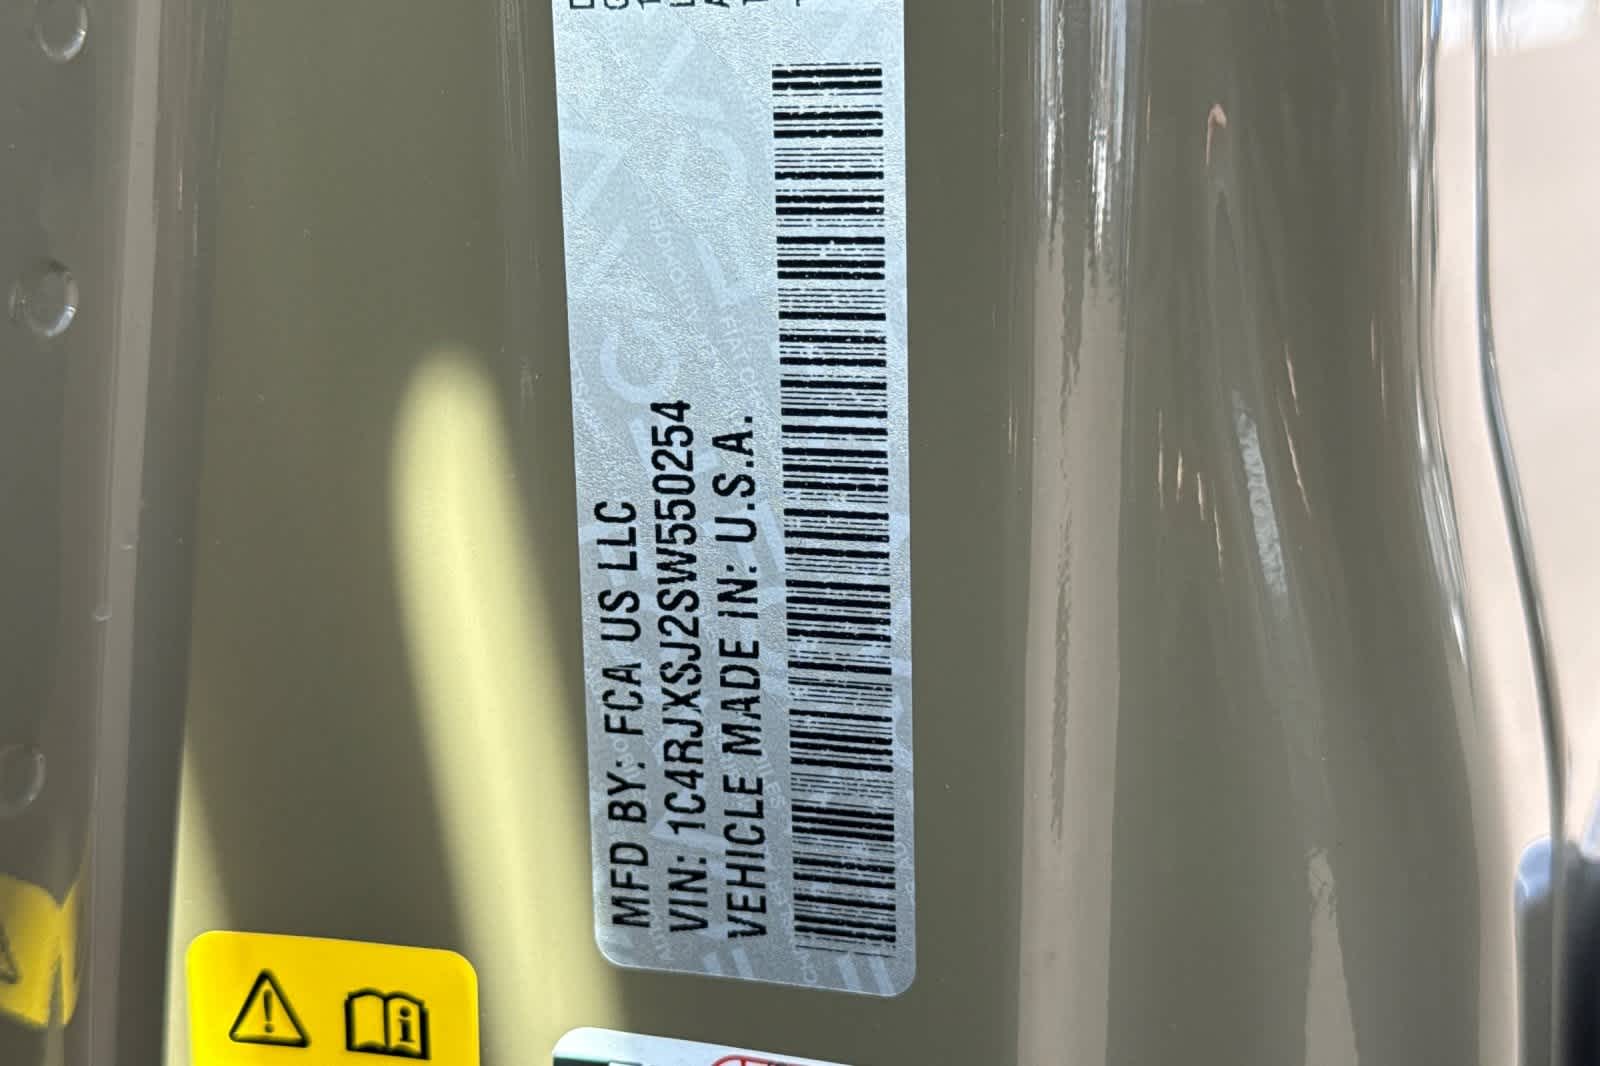 MFD BY: FCA US LLC
VIN: 1C4RJXSJ2SW550254
VEHICLE MADE IN: U.S.A.